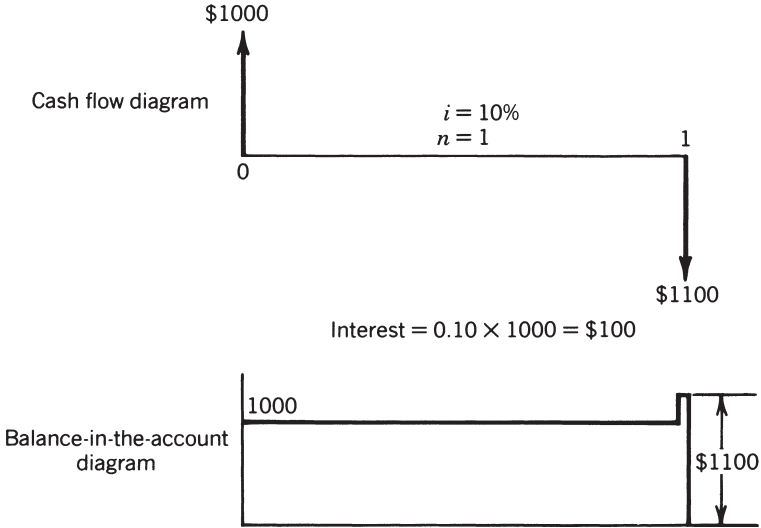 $1000
Cash flow diagram
i = 10%
n = 1
1
0
$1100
Interest = 0.10 × 1000 = $100
1000
Balance-in-the-account
diagram
$1100